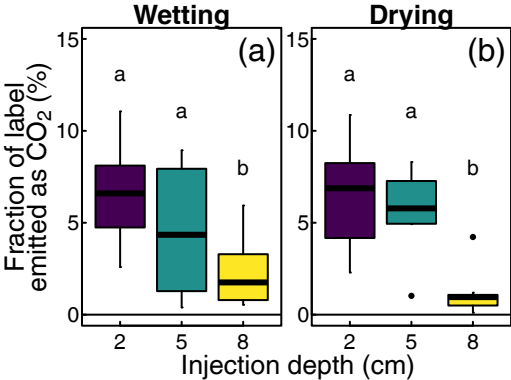 Wetting
Drying
Fraction of label
emitted as CO₂ (%)
15
10
5
0
(a)
a
a
b
2
5
8
15
10
5
0
(b)
a
a
b
2
5
8
Injection depth (cm)